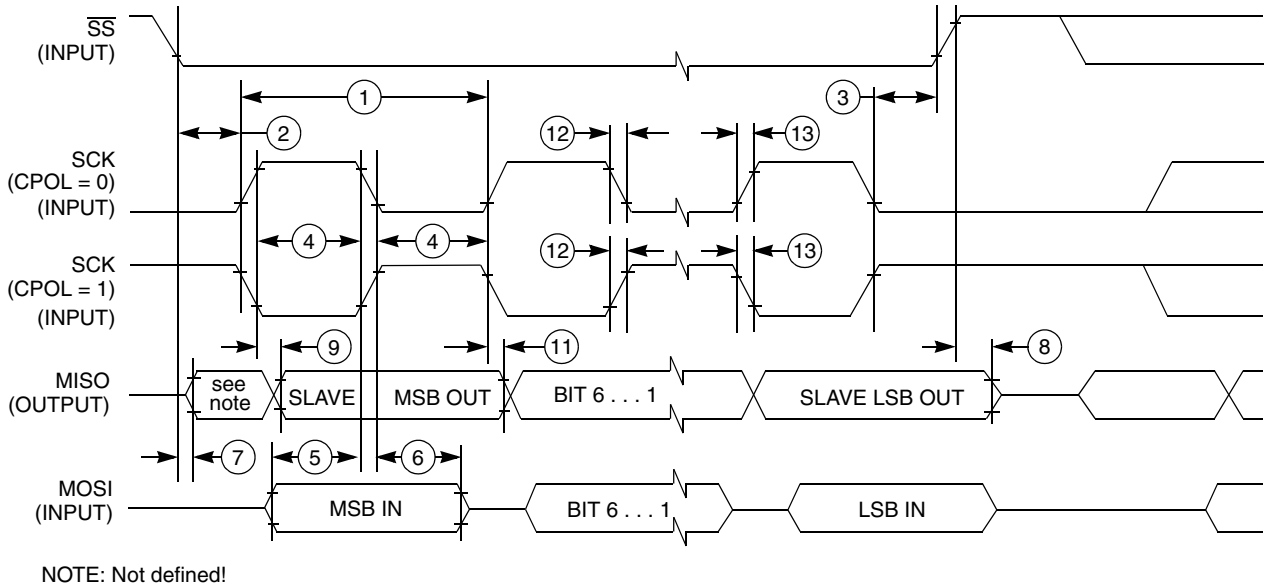 SS
(INPUT)
1
3
2
12
13
SCK
(CPOL = 0)
(INPUT)
4
4
12
13
SCK
(CPOL = 1)
(INPUT)
9
11
8
MISO
(OUTPUT)
see
note
SLAVE
MSB OUT
BIT 6 . . . 1
SLAVE LSB OUT
7
5
6
MOSI
(INPUT)
MSB IN
BIT 6 . . . 1
LSB IN
NOTE: Not defined!